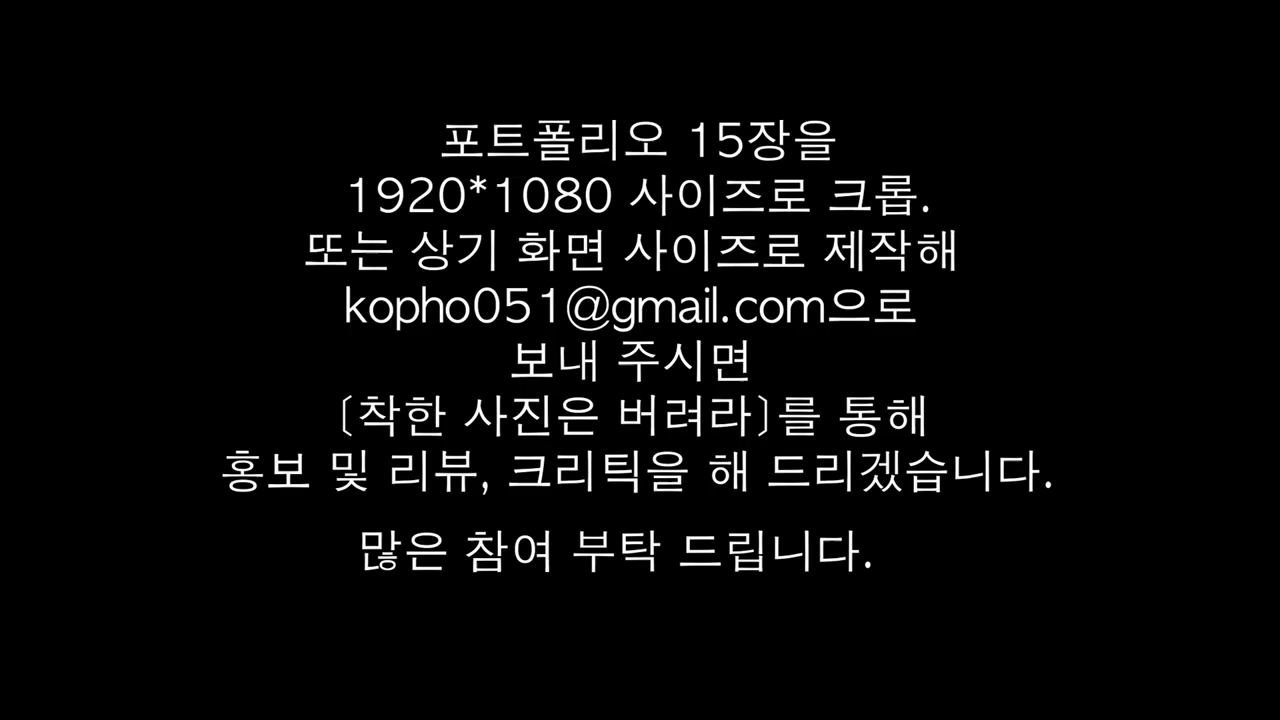 포트폴리오 15장을
1920*1080 사이즈로 크롭.
또는 상기 화면 사이즈로 제작해
kopho051@gmail.com으로
보내 주시면
〔착한 사진은 버려라〕를 통해
홍보 및 리뷰, 크리틱을 해 드리겠습니다.
많은 참여 부탁 드립니다.